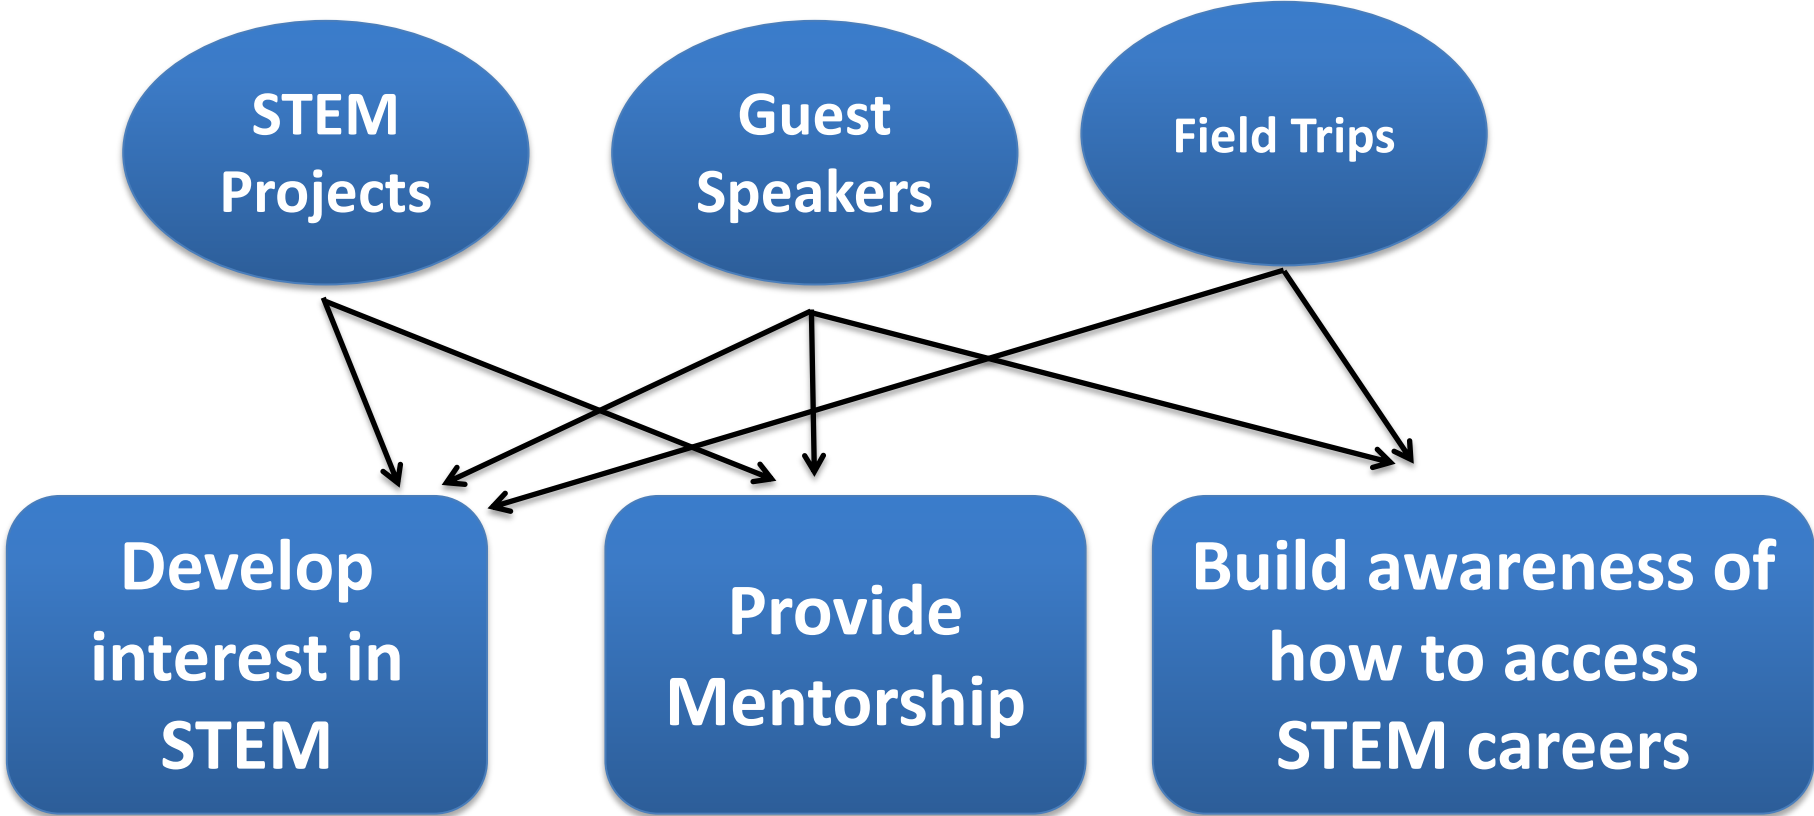 STEM
Projects
Guest
Speakers
Field Trips
Develop
interest in
STEM
Provide
Mentorship
Build awareness of
how to access
STEM careers